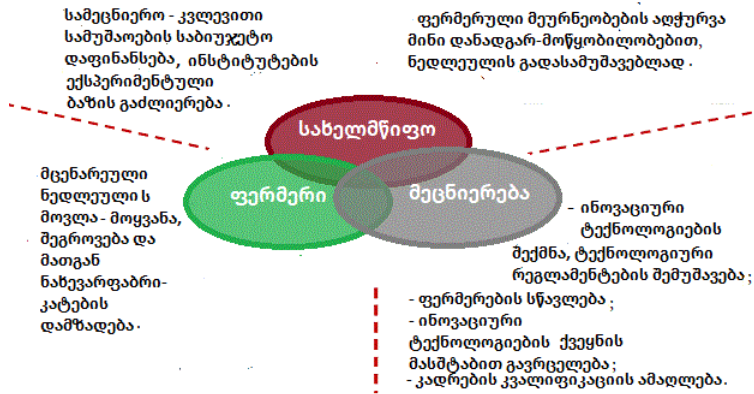 სამეცნიერო - კვლევითი
სამუშაოების საბიუჯეტო
დაფინანსება, ინსტიტუტების
ექსპერიმენტული
ბაზის გაძლიერება.
ფერმერული მეურნეობების აღჭურვა
მინი დანადგარ-მოწყობილობებით,
ნედლეულის გადასამუშავებლად.
სახელმწიფო
ფერმერი
მეცნიერება
მცენარეული
ნედლეული ს
მოვლა - მოყვანა,
შეგროვება და
მათგან
ნახევარფაბრი-
კატების
დამზადება.
- ინოვაციური
ტექნოლოგიების
შექმნა, ტექნოლოგიური
რეგლამენტების შემუშავება;
- ფერმერების სწავლება;
- ინოვაციური
ტექნოლოგიების ქვეყნის
მასშტაბით გავრცელება;
- კადრების კვალიფიკაციის ამაღლება.